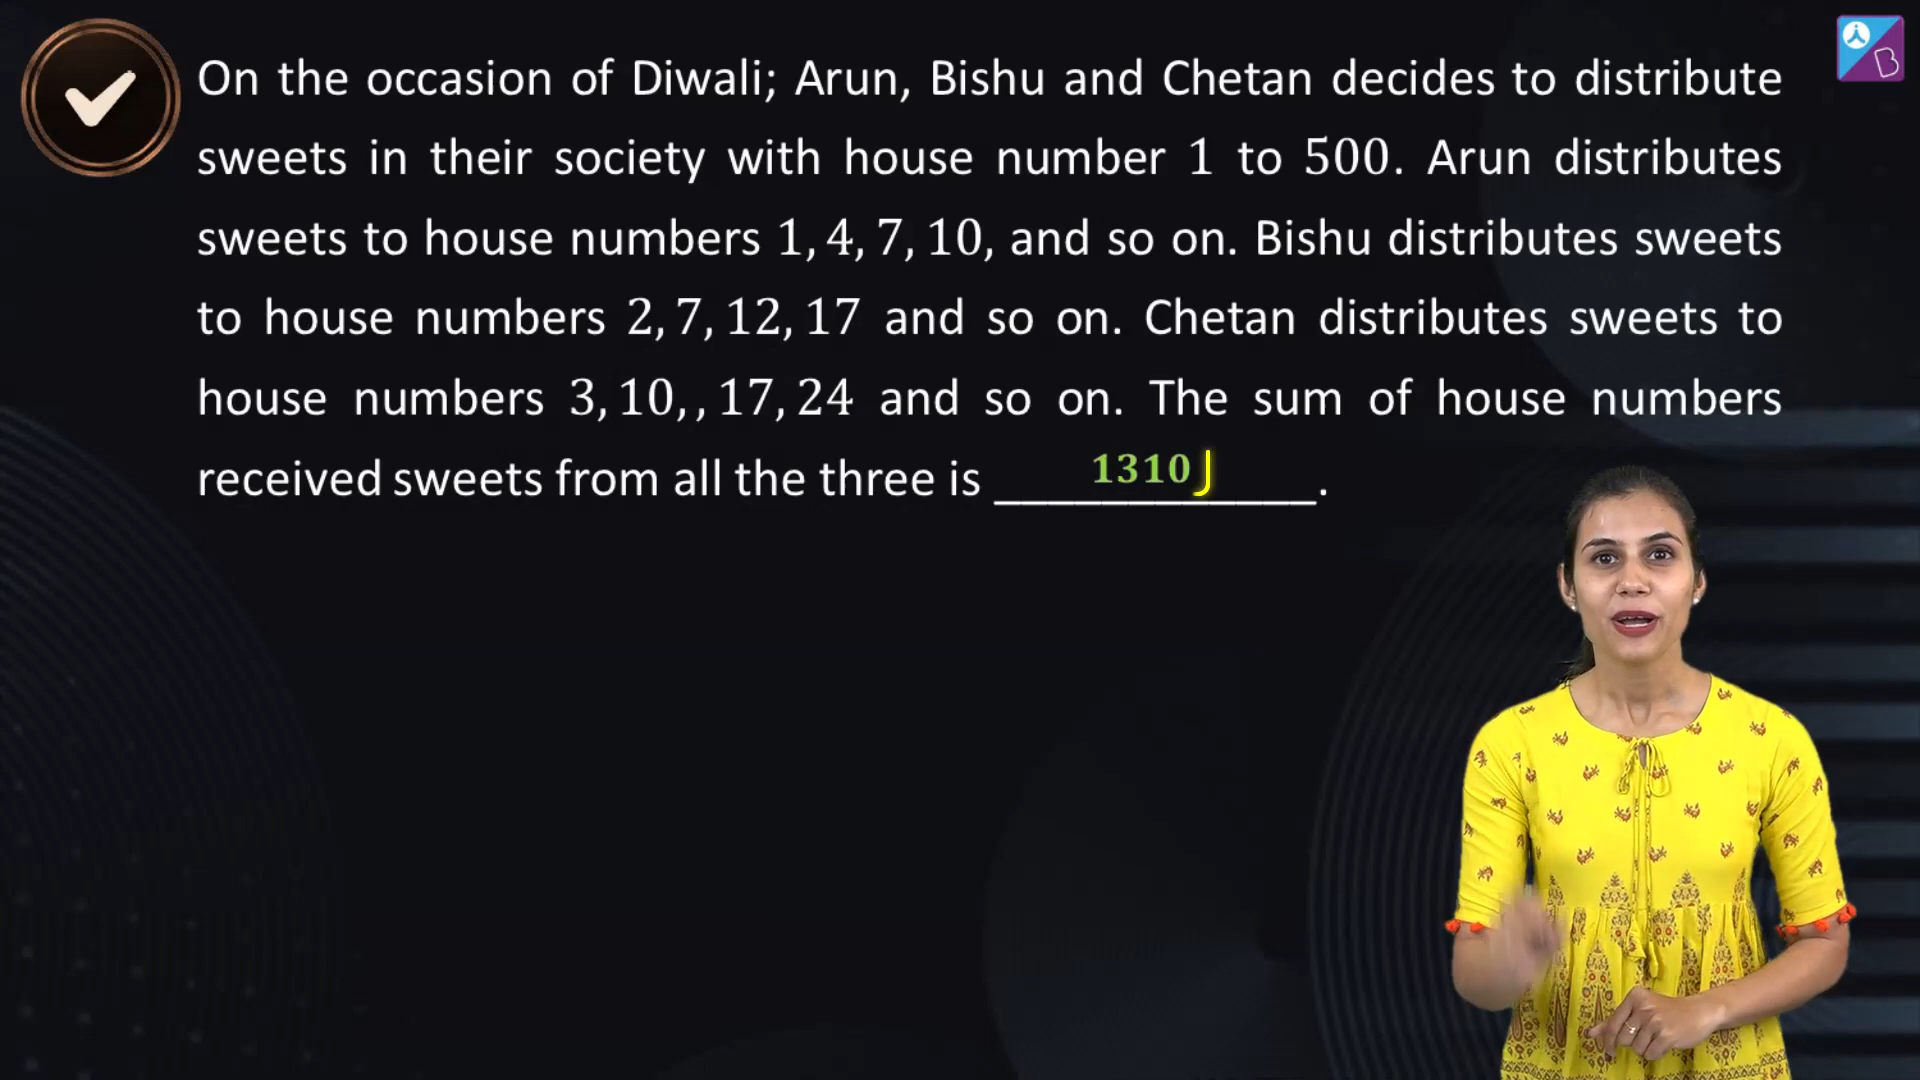 On the occasion of Diwali; Arun, Bishu and Chetan decides to distribute
sweets in their society with house number 1 to 500. Arun distributes
sweets to house numbers 1, 4, 7, 10, and so on. Bishu distributes sweets
to house numbers 2, 7, 12, 17 and so on. Chetan distributes sweets to
house numbers 3, 10, , 17, 24 and so on. The sum of house numbers
received sweets from all the three is ____________.
1310
B